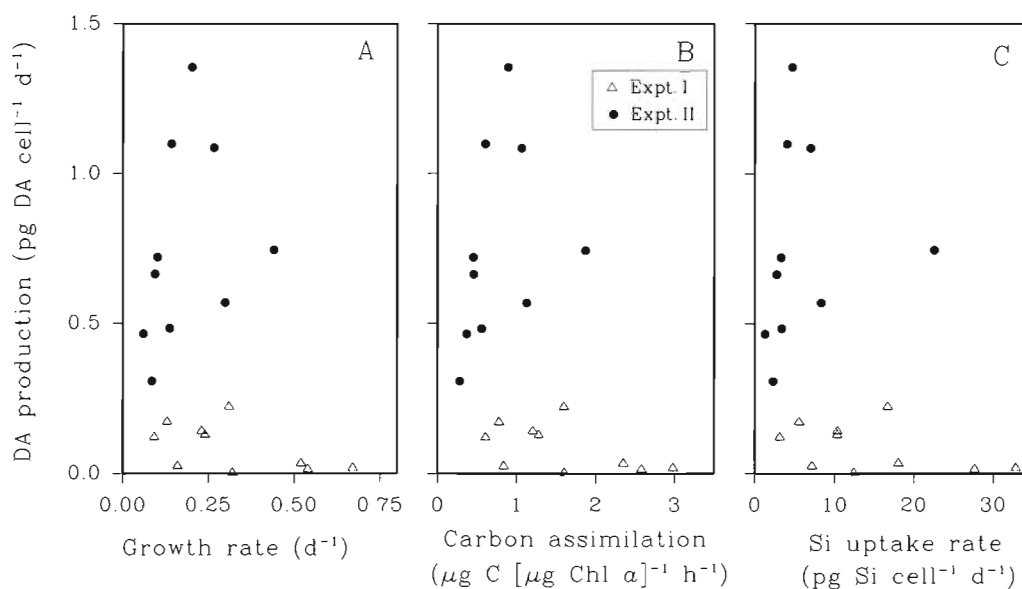 DA production (pg DA cell⁻¹ d⁻¹)
1.5
1.0
0.5
0.0
A
B
C
Expt. I
Expt. II
0.00 0.25 0.50 0.75
0 1 2 3
0 10 20 30
Growth rate (d⁻¹)
Carbon assimilation
(μg C [μg Chl a]⁻¹ h⁻¹)
Si uptake rate
(pg Si cell⁻¹ d⁻¹)